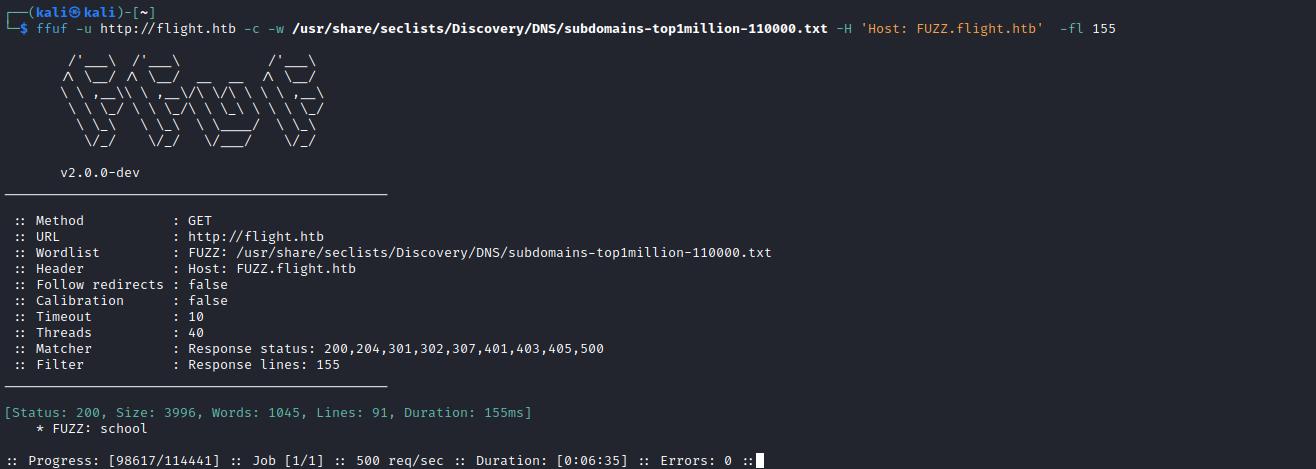 ┌──(kali㉿kali)-[~]
└─$ ffuf -u http://flight.htb -c -w /usr/share/seclists/Discovery/DNS/subdomains-top1million-110000.txt -H 'Host: FUZZ.flight.htb'  -fl 155

        /'___\  /'___\           /'___\
       /\ \__/ /\ \__/  __  __  /\ \__/
       \ \ ,__\\ \ ,__\/\ \/\ \ \ \ ,__\
        \ \ \_/ \ \ \_/\ \ \_\ \ \ \ \_/
         \ \_\   \ \_\  \ \____/  \ \_\
          \/_/    \/_/   \/___/    \/_/

       v2.0.0-dev
________________________________________________

 :: Method           : GET
 :: URL              : http://flight.htb
 :: Wordlist         : FUZZ: /usr/share/seclists/Discovery/DNS/subdomains-top1million-110000.txt
 :: Header           : Host: FUZZ.flight.htb
 :: Follow redirects : false
 :: Calibration      : false
 :: Timeout          : 10
 :: Threads          : 40
 :: Matcher          : Response status: 200,204,301,302,307,401,403,405,500
 :: Filter           : Response lines: 155
________________________________________________

[Status: 200, Size: 3996, Words: 1045, Lines: 91, Duration: 155ms]
    * FUZZ: school

:: Progress: [98617/114441] :: Job [1/1] :: 500 req/sec :: Duration: [0:06:35] :: Errors: 0 ::